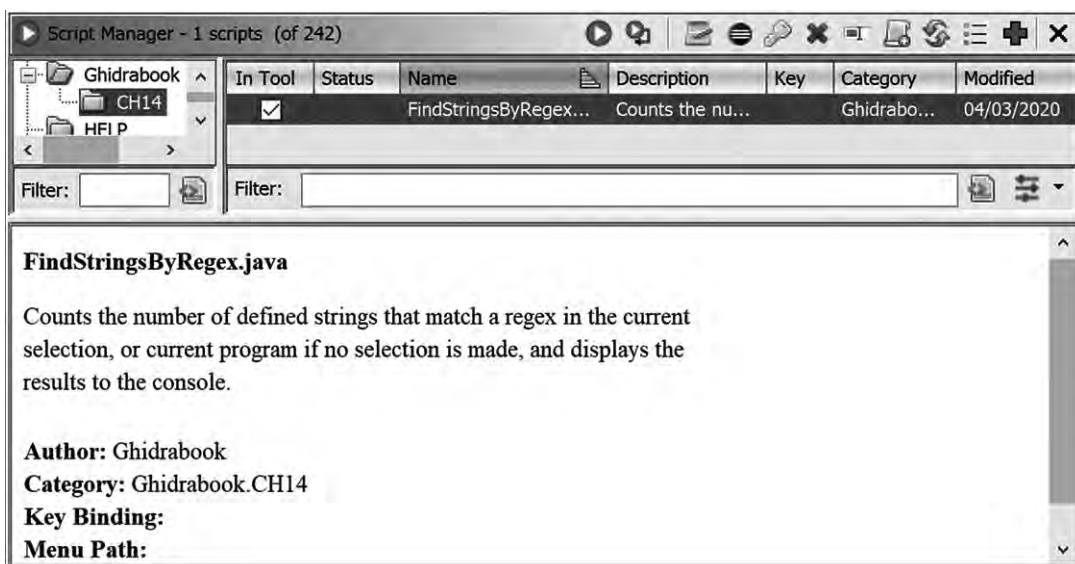 Script Manager - 1 scripts (of 242)
Ghidrabook
CH14
HELP
In Tool Status Name Description Key Category Modified
FindStringsByRegex... Counts the nu... Ghidrabo... 04/03/2020
Filter:
Filter:
FindStringsByRegex.java
Counts the number of defined strings that match a regex in the current
selection, or current program if no selection is made, and displays the
results to the console.
Author: Ghidrabook
Category: Ghidrabook.CH14
Key Binding:
Menu Path: